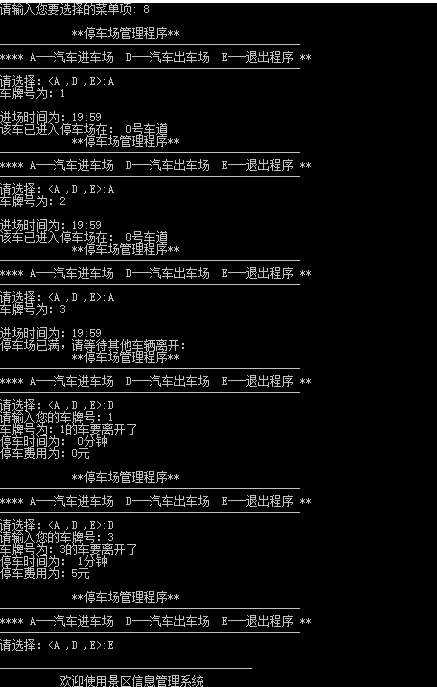 请输入您要选择的菜单项: 8
**停车场管理程序**
**** A——汽车进车场  D——汽车出车场  E——退出程序 **
请选择: <A ,D ,E>:A
车牌号为: 1
进场时间为: 19:59
该车已进入停车场在:  0号车道
**停车场管理程序**
**** A——汽车进车场  D——汽车出车场  E——退出程序 **
请选择: <A ,D ,E>:A
车牌号为: 2
进场时间为: 19:59
该车已进入停车场在:  0号车道
**停车场管理程序**
**** A——汽车进车场  D——汽车出车场  E——退出程序 **
请选择: <A ,D ,E>:A
车牌号为: 3
进场时间为: 19:59
停车场已满, 请等待其他车辆离开:
**停车场管理程序**
**** A——汽车进车场  D——汽车出车场  E——退出程序 **
请选择: <A ,D ,E>:D
请输入您的车牌号: 1
车牌号为: 1的车要离开了
停车时间为:  0分钟
停车费用为: 0元
**停车场管理程序**
**** A——汽车进车场  D——汽车出车场  E——退出程序 **
请选择: <A ,D ,E>:D
请输入您的车牌号: 3
车牌号为: 3的车要离开了
停车时间为:  1分钟
停车费用为: 5元
**停车场管理程序**
**** A——汽车进车场  D——汽车出车场  E——退出程序 **
请选择: <A ,D ,E>:E
欢迎使用景区信息管理系统